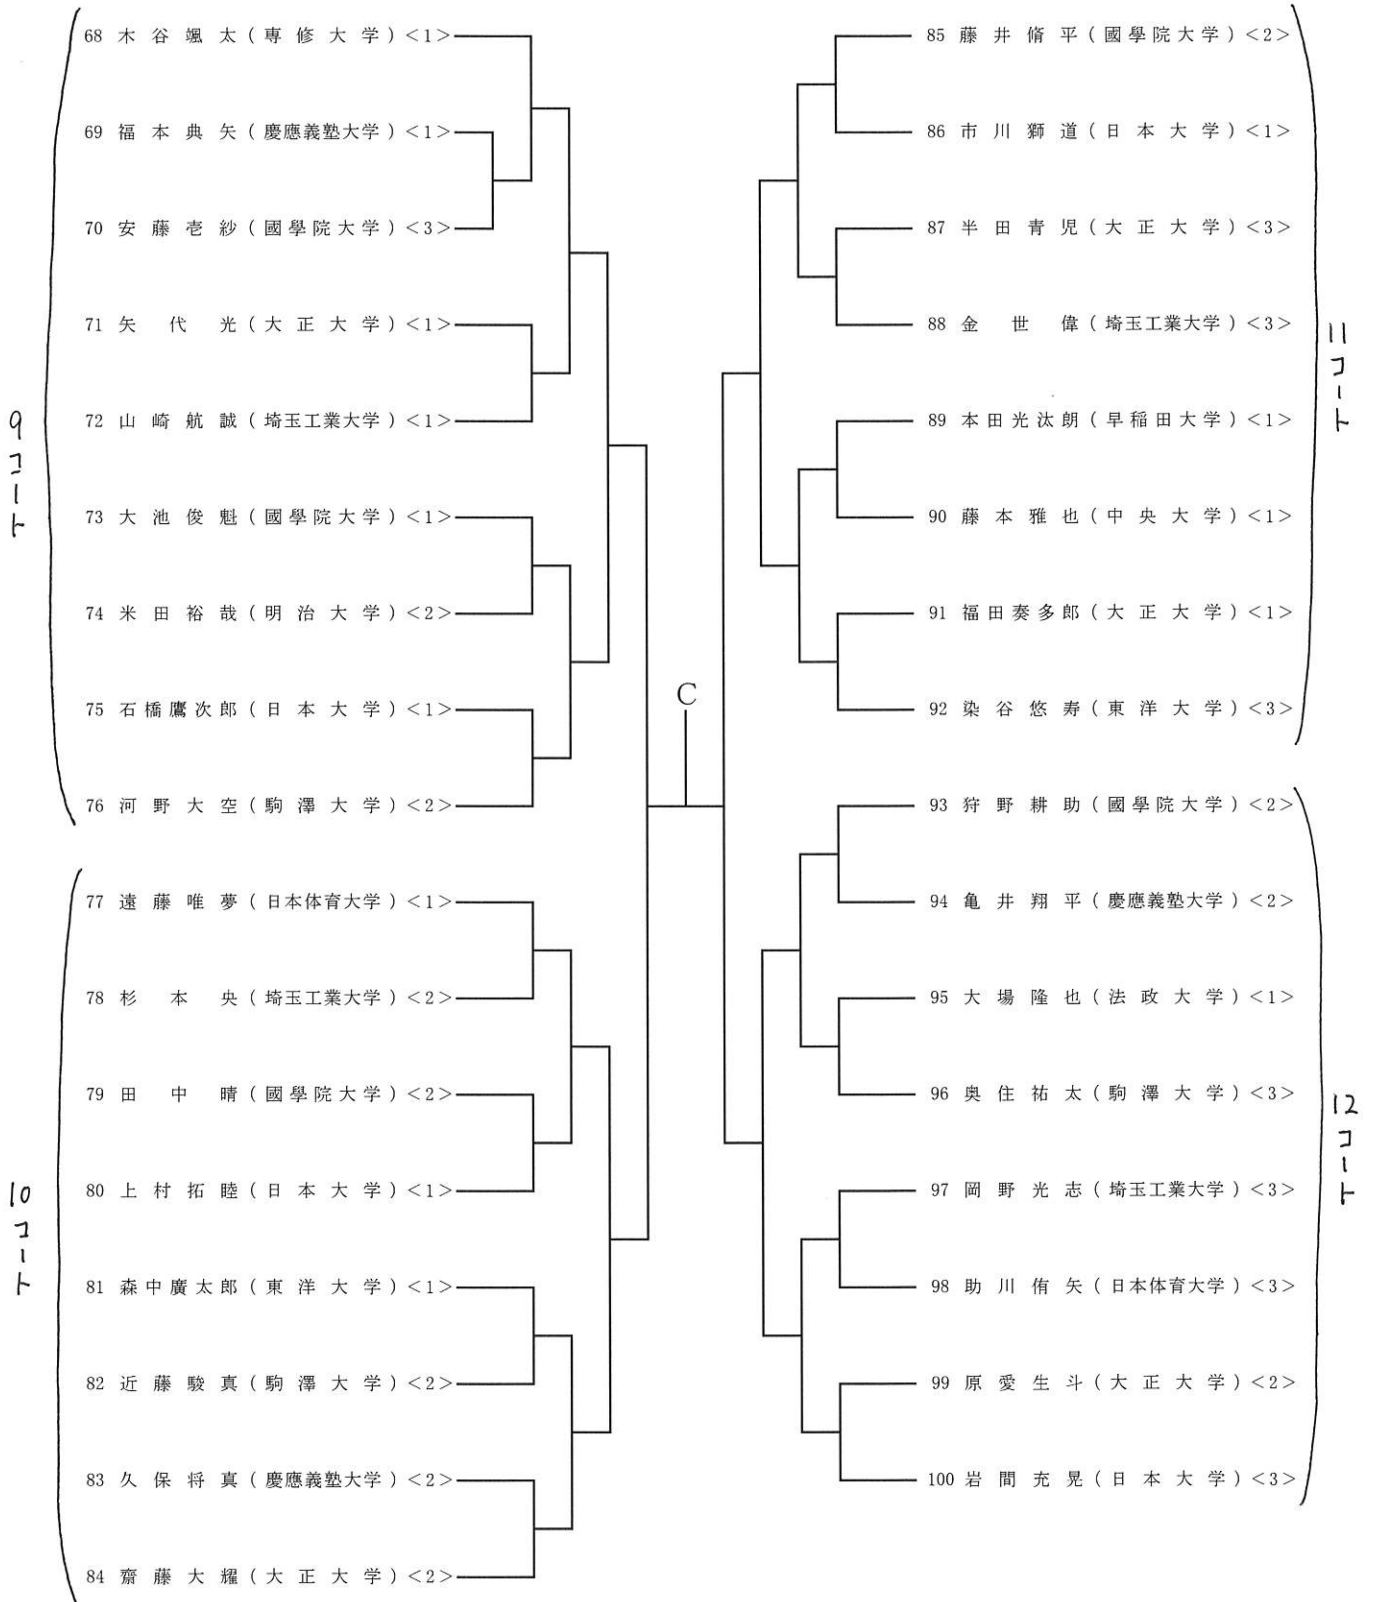 68 木谷颯太(専修大学)<1>
69 福本典矢(慶應義塾大学)<1>
70 安藤壱紗(國學院大学)<3>
71 矢代光(大正大学)<1>
72 山崎航誠(埼玉工業大学)<1>
73 大池俊魁(國學院大学)<1>
74 米田裕哉(明治大学)<2>
75 石橋鷹次郎(日本大学)<1>
76 河野大空(駒澤大学)<2>
9コート
77 遠藤唯夢(日本体育大学)<1>
78 杉本央(埼玉工業大学)<2>
79 田中晴(國學院大学)<2>
80 上村拓睦(日本大学)<1>
81 森中廣太郎(東洋大学)<1>
82 近藤駿真(駒澤大学)<2>
83 久保将真(慶應義塾大学)<2>
84 齋藤大耀(大正大学)<2>
10コート
C
85 藤井脩平(國學院大学)<2>
86 市川獅道(日本大学)<1>
87 半田青児(大正大学)<3>
88 金世偉(埼玉工業大学)<3>
89 本田光汰朗(早稲田大学)<1>
90 藤本雅也(中央大学)<1>
91 福田奏多郎(大正大学)<1>
92 染谷悠寿(東洋大学)<3>
11コート
93 狩野耕助(國學院大学)<2>
94 亀井翔平(慶應義塾大学)<2>
95 大場隆也(法政大学)<1>
96 奥住祐太(駒澤大学)<3>
97 岡野光志(埼玉工業大学)<3>
98 助川侑矢(日本体育大学)<3>
99 原愛生斗(大正大学)<2>
100 岩間充晃(日本大学)<3>
12コート